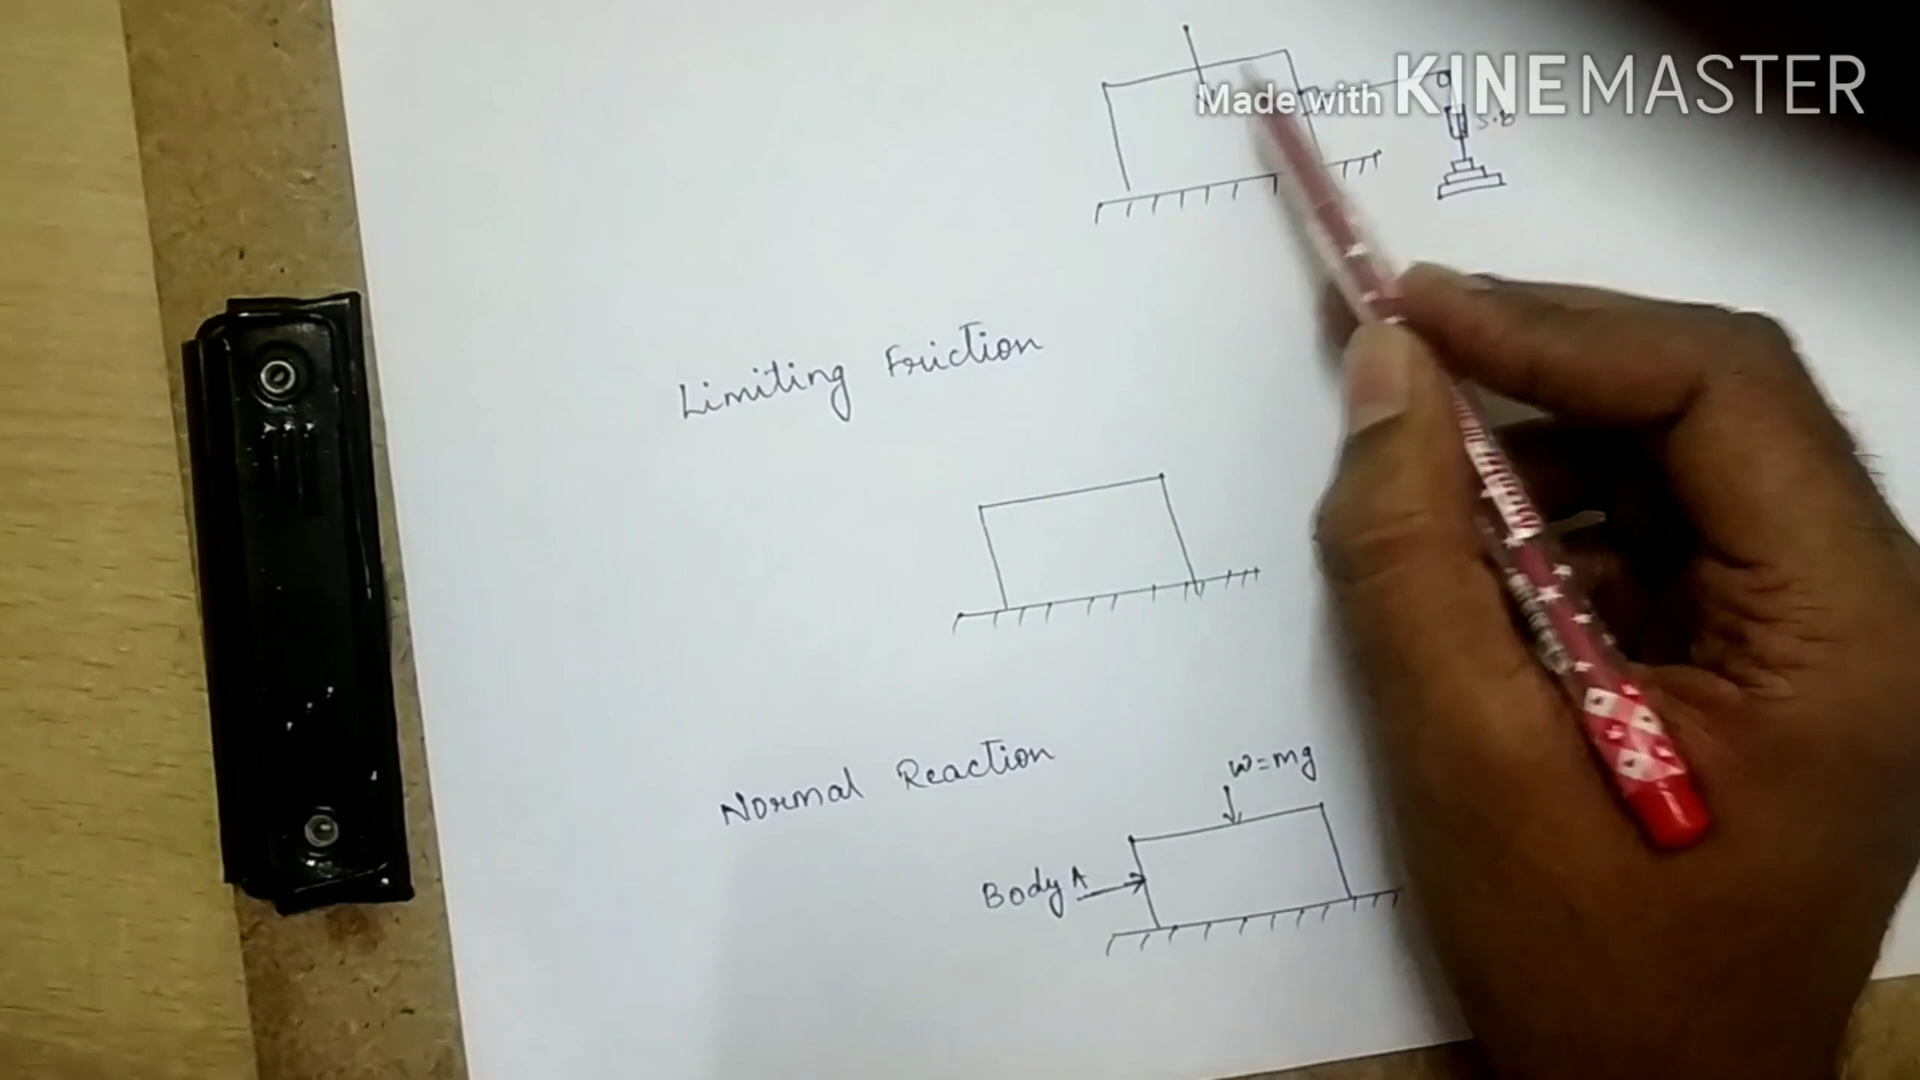 Made with KINEMASTER
S.B
Limiting Friction
Normal Reaction
w=mg
Body A